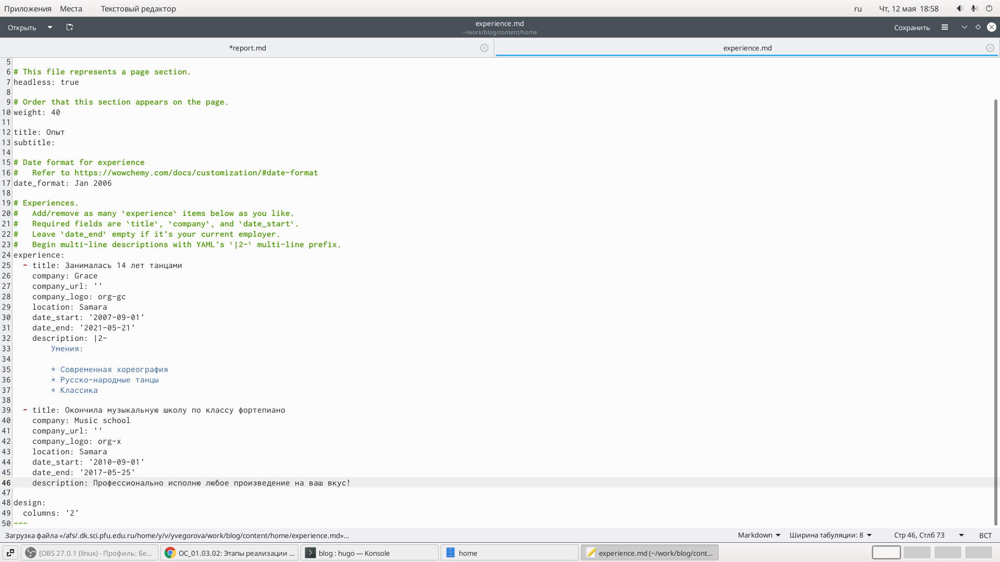 Приложения Места Текстовый редактор ru Чт, 12 мая 18:58
Открыть experience.md Сохранить
~/work/blog/content/home
*report.md experience.md
5
6 # This file represents a page section.
7 headless: true
8
9 # Order that this section appears on the page.
10 weight: 40
11
12 title: Опыт
13 subtitle:
14
15 # Date format for experience
16 #   Refer to https://wowchemy.com/docs/customization/#date-format
17 date_format: Jan 2006
18
19 # Experiences.
20 #   Add/remove as many `experience` items below as you like.
21 #   Required fields are `title`, `company`, and `date_start`.
22 #   Leave `date_end` empty if it's your current employer.
23 #   Begin multi-line descriptions with YAML's `|2-` multi-line prefix.
24 experience:
25   - title: Занималась 14 лет танцами
26     company: Grace
27     company_url: ''
28     company_logo: org-gc
29     location: Samara
30     date_start: '2007-09-01'
31     date_end: '2021-05-21'
32     description: |2-
33         Умения:
34
35         * Современная хореография
36         * Русско-народные танцы
37         * Классика
38
39   - title: Окончила музыкальную школу по классу фортепиано
40     company: Music school
41     company_url: ''
42     company_logo: org-x
43     location: Samara
44     date_start: '2010-09-01'
45     date_end: '2017-05-25'
46     description: Профессионально исполню любое произведение на ваш вкус!
47
48 design:
49   columns: '2'
50 ---
Загрузка файла «/afs/.dk.sci.pfu.edu.ru/home/y/v/yvegorova/work/blog/content/home/experience.md»... Markdown Ширина табуляции: 8 Стр 46, Стлб 73 ВСТ
[OBS 27.0.1 (linux) - Профиль: Бе... ОС_01.03.02: Этапы реализации ... blog : hugo — Konsole home experience.md (~/work/blog/cont...